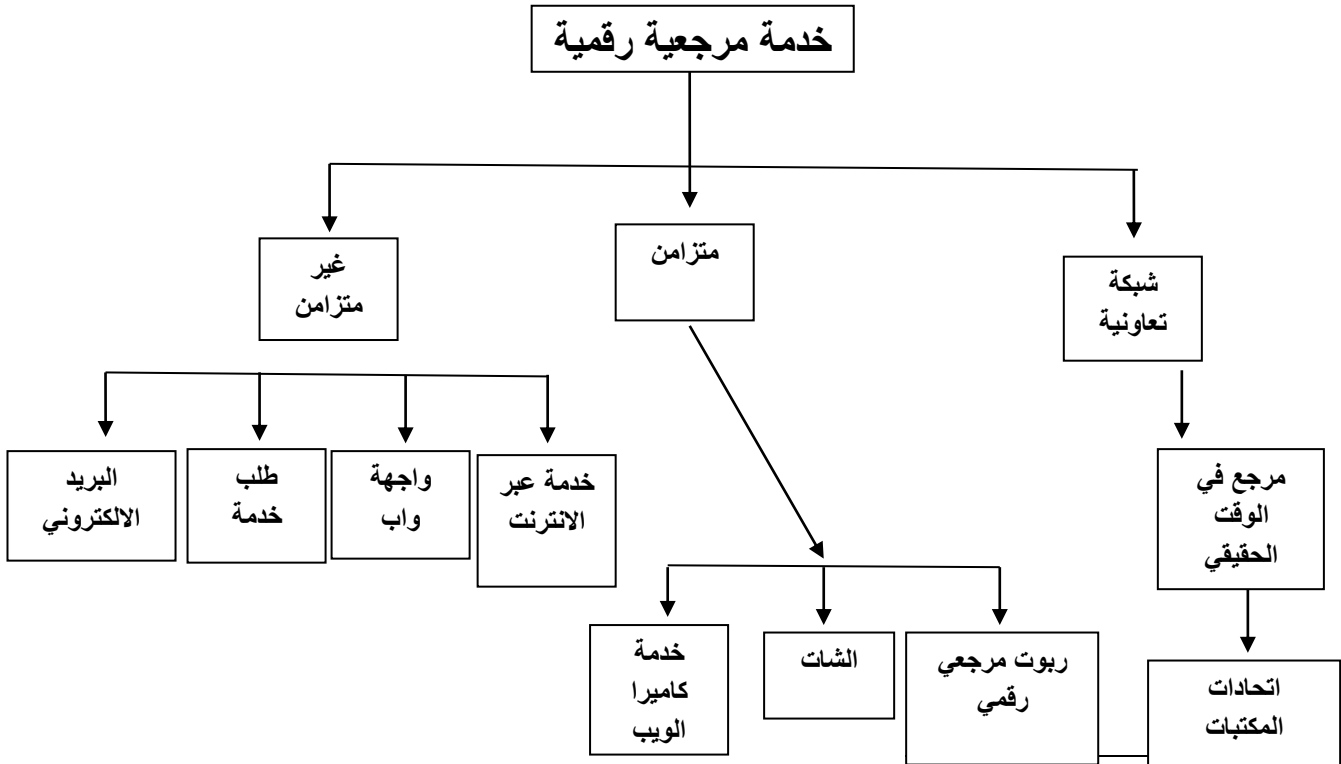 خدمة مرجعية رقمية
شبكة
تعاونية
متزامن
غير
متزامن
مرجع في
الوقت
الحقيقي
خدمة عبر
الانترنت
واجهة
واب
طلب
خدمة
البريد
الالكتروني
اتحادات
المكتبات
ربوت مرجعي
رقمي
الشات
خدمة
كاميرا
الويب